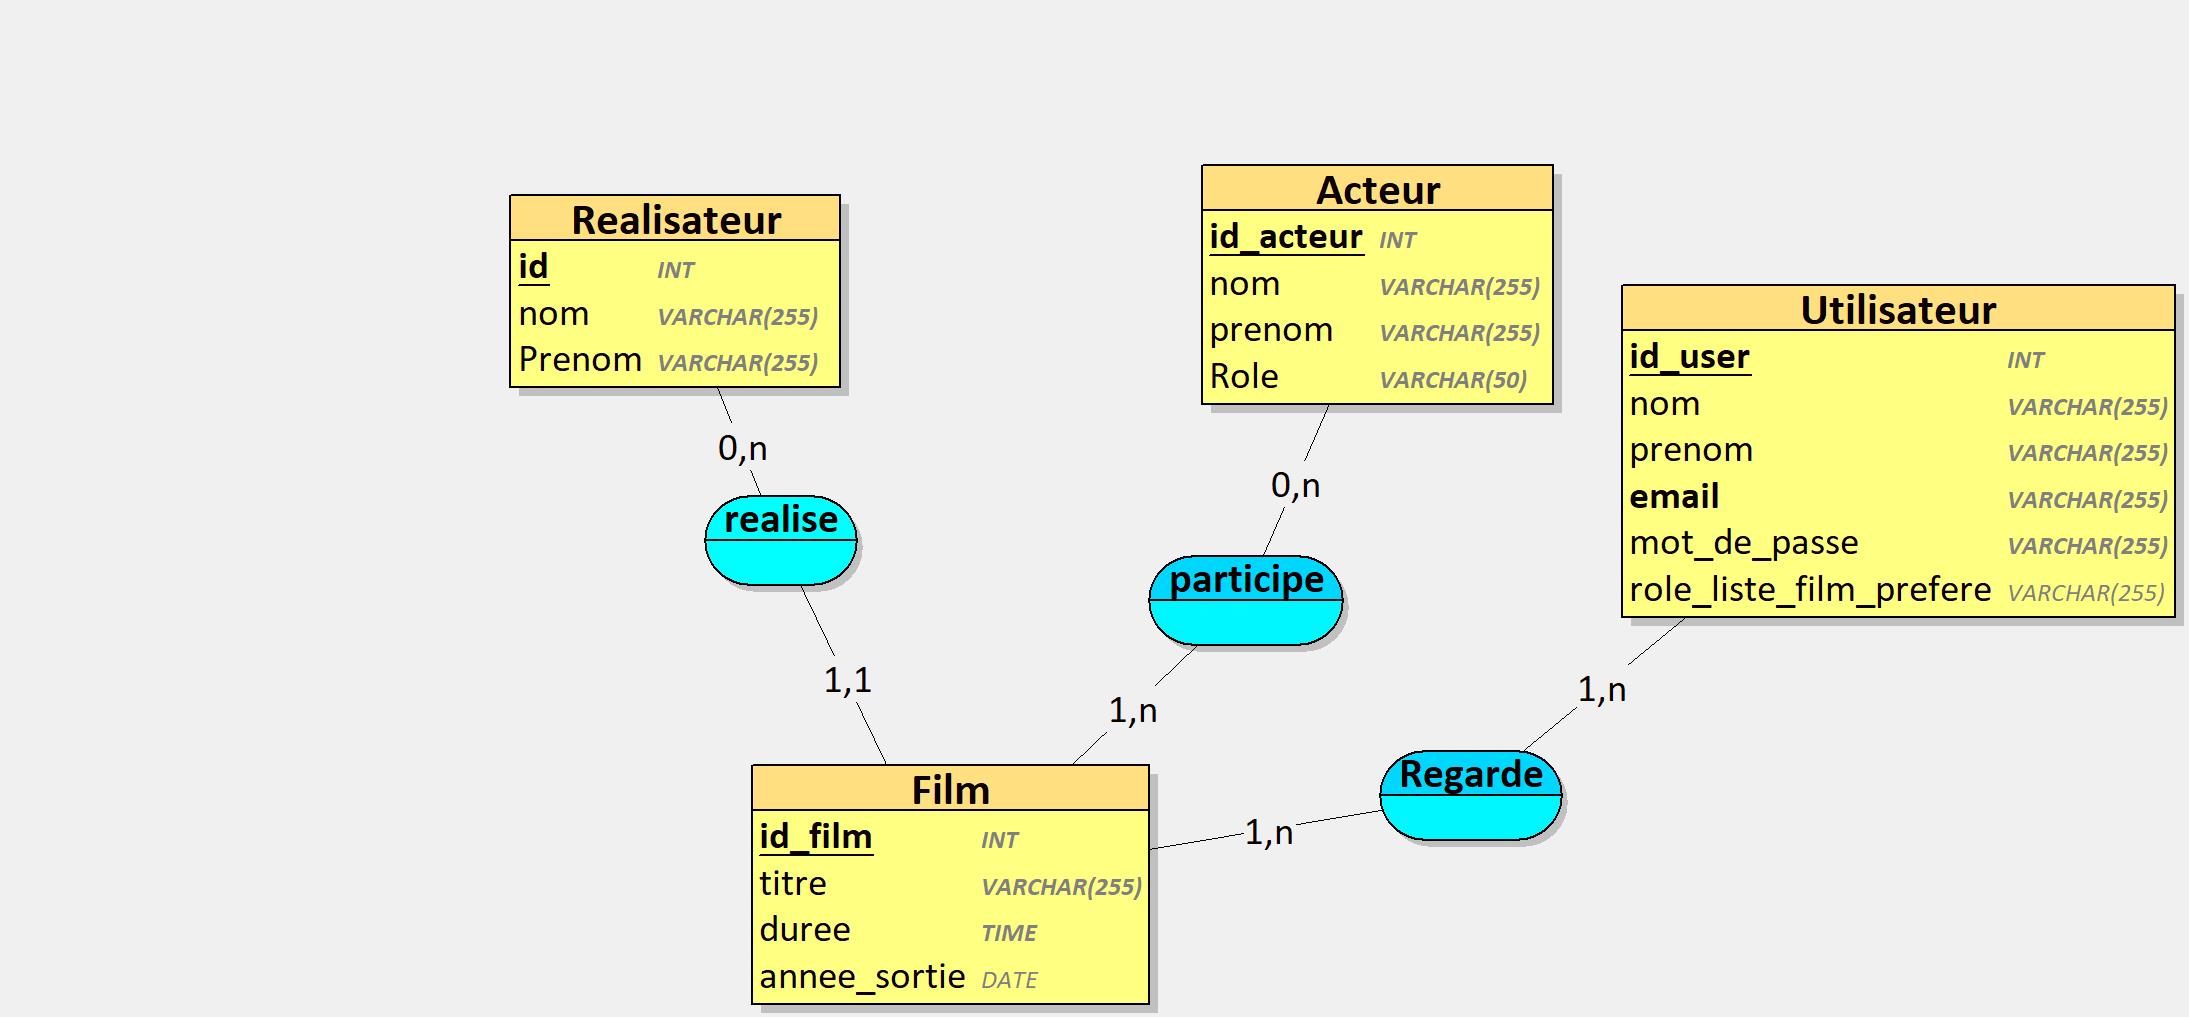 Realisateur
id INT
nom VARCHAR(255)
Prenom VARCHAR(255)
0,n
realise
1,1
Acteur
id_acteur INT
nom VARCHAR(255)
prenom VARCHAR(255)
Role VARCHAR(50)
0,n
participe
1,n
Utilisateur
id_user INT
nom VARCHAR(255)
prenom VARCHAR(255)
email VARCHAR(255)
mot_de_passe VARCHAR(255)
role_liste_film_prefere VARCHAR(255)
1,n
Regarde
1,n
Film
id_film INT
titre VARCHAR(255)
duree TIME
annee_sortie DATE